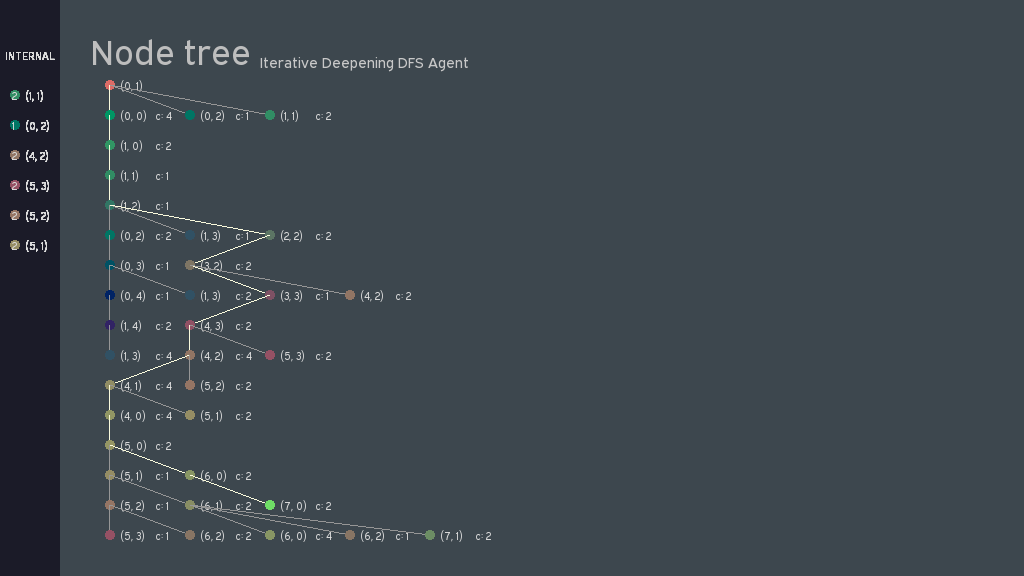 Node tree Iterative Deepening DFS Agent
INTERNAL
2 (1, 1)
1 (0, 2)
2 (4, 2)
2 (5, 3)
2 (5, 2)
2 (5, 1)
(0, 1)
(0, 0) c: 4 (0, 2) c: 1 (1, 1) c: 2
(1, 0) c: 2
(1, 1) c: 1
(1, 2) c: 1
(0, 2) c: 2 (1, 3) c: 1 (2, 2) c: 2
(0, 3) c: 1 (3, 2) c: 2
(0, 4) c: 1 (1, 3) c: 2 (3, 3) c: 1 (4, 2) c: 2
(1, 4) c: 2 (4, 3) c: 2
(1, 3) c: 4 (4, 2) c: 4 (5, 3) c: 2
(4, 1) c: 4 (5, 2) c: 2
(4, 0) c: 4 (5, 1) c: 2
(5, 0) c: 2
(5, 1) c: 1 (6, 0) c: 2
(5, 2) c: 1 (6, 1) c: 2 (7, 0) c: 2
(5, 3) c: 1 (6, 2) c: 2 (6, 0) c: 4 (6, 2) c: 1 (7, 1) c: 2